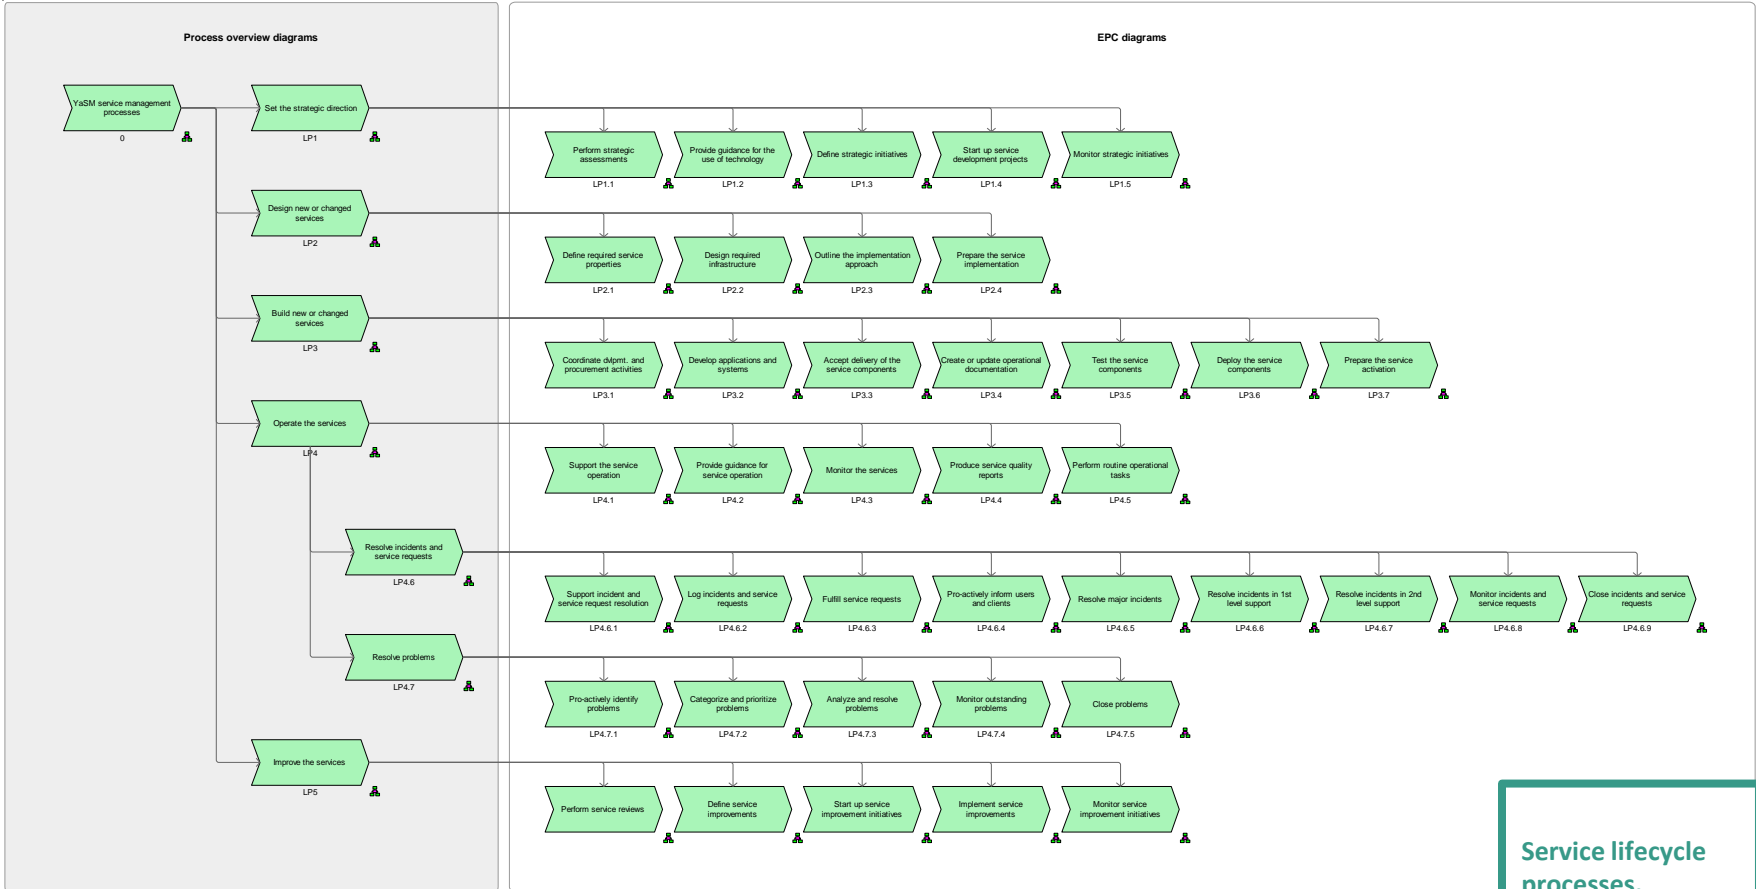 Process overview diagrams
EPC diagrams
YaSM service management
processes
0
Set the strategic direction
LP1
Perform strategic
assessments
LP1.1
Provide guidance for the
use of technology
LP1.2
Define strategic initiatives
LP1.3
Start up service
development projects
LP1.4
Monitor strategic initiatives
LP1.5
Design new or changed
services
LP2
Define required service
properties
LP2.1
Design required
infrastructure
LP2.2
Outline the implementation
approach
LP2.3
Prepare the service
implementation
LP2.4
Build new or changed
services
LP3
Coordinate dvlpmt. and
procurement activities
LP3.1
Develop applications and
systems
LP3.2
Accept delivery of the
service components
LP3.3
Create or update operational
documentation
LP3.4
Test the service
components
LP3.5
Deploy the service
components
LP3.6
Prepare the service
activation
LP3.7
Operate the services
LP4
Support the service
operation
LP4.1
Provide guidance for
service operation
LP4.2
Monitor the services
LP4.3
Produce service quality
reports
LP4.4
Perform routine operational
tasks
LP4.5
Resolve incidents and
service requests
LP4.6
Support incident and
service request resolution
LP4.6.1
Log incidents and service
requests
LP4.6.2
Fulfill service requests
LP4.6.3
Pro-actively inform users
and clients
LP4.6.4
Resolve major incidents
LP4.6.5
Resolve incidents in 1st
level support
LP4.6.6
Resolve incidents in 2nd
level support
LP4.6.7
Monitor incidents and
service requests
LP4.6.8
Close incidents and service
requests
LP4.6.9
Resolve problems
LP4.7
Pro-actively identify
problems
LP4.7.1
Categorize and prioritize
problems
LP4.7.2
Analyze and resolve
problems
LP4.7.3
Monitor outstanding
problems
LP4.7.4
Close problems
LP4.7.5
Improve the services
LP5
Perform service reviews
Define service
improvements
Start up service
improvement initiatives
Implement service
improvements
Monitor service
improvement initiatives
Service lifecycle
processes.